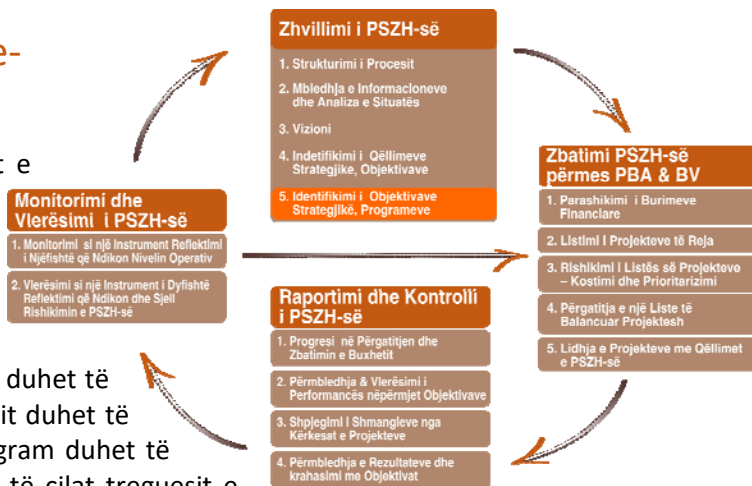 e-
t e
Zhvillimi i PSZH-së
1. Strukturimi i Procesit
2. Mbledhja e Informacioneve
dhe Analiza e Situatës
3. Vizioni
4. Indetifikimi i Qëllimeve
Strategjike, Objektivave
5. Identifikimi i Objektivave
Strategjikë, Programeve
Zbatimi PSZH-së
përmes PBA & BV
1. Parashikimi i Burimeve
Financiare
2. Listimi i Projekteve të Reja
3. Rishikimi i Listës së Projekteve
– Kostimi dhe Prioritarizimi
4. Përgatitja e një Liste të
Balancuar Projektesh
5. Lidhja e Projekteve me Qëllimet
e PSZH-së
Monitorimi dhe
Vlerësimi i PSZH-së
1. Monitorimi si një Instrument Reflektimi
i Njëfishtë që Ndikon Nivelin Operativ
2. Vlerësimi si një Instrument i Dyfishtë
Reflektimi që Ndikon dhe Sjell
Rishikimin e PSZH-së
Raportimi dhe Kontrolli
i PSZH-së
1. Progresi në Përgatitjen dhe
Zbatimin e Buxhetit
2. Përmbledhja & Vlerësimi i
Performancës nëpërmjet Objektivave
3. Shpjegimi i Shmangieve nga
Kërkesat e Projekteve
4. Përmbledhja e Rezultateve dhe
krahasimi me Objektivat
duhet të
it duhet të
gram duhet të
të cilat treguesit e